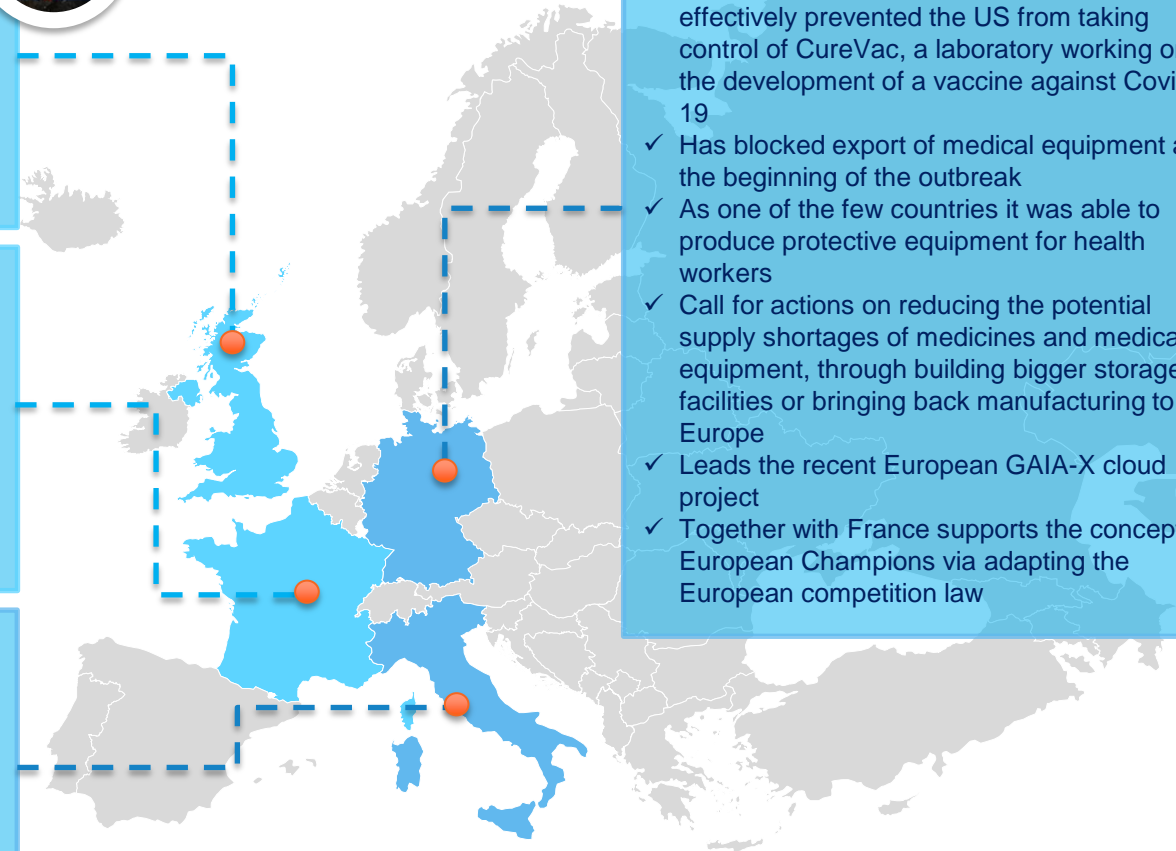 effectively prevented the US from taking
control of CureVac, a laboratory working
the development of a vaccine against
19
✓ Has blocked export of medical equipment
the beginning of the outbreak
✓ As one of the few countries it was able to
produce protective equipment for health
workers
✓ Call for actions on reducing the potential
supply shortages of medicines and
equipment, through building bigger
facilities or bringing back manufacturing to
Europe
✓ Leads the recent European GAIA-X cloud
project
✓ Together with France supports the
European Champions via adapting the
European competition law